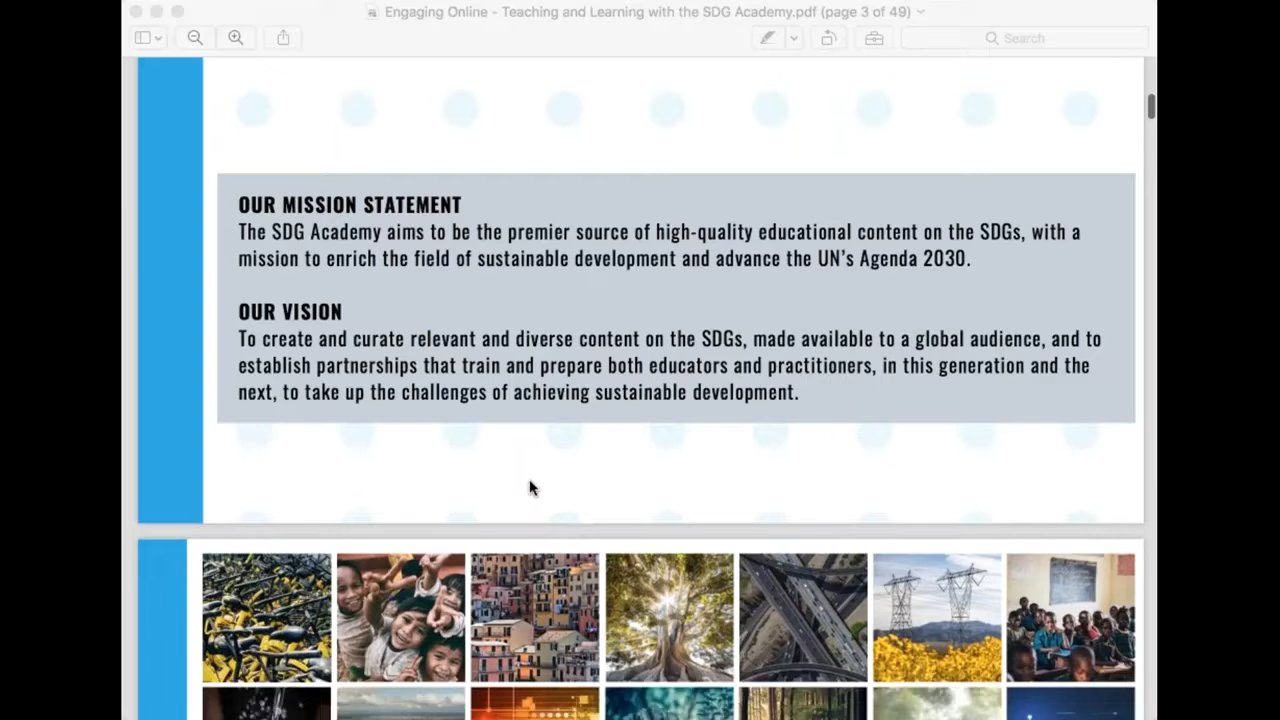 Engaging Online - Teaching and Learning with the SDG Academy.pdf (page 3 of 49)
Search
OUR MISSION STATEMENT
The SDG Academy aims to be the premier source of high-quality educational content on the SDGs, with a
mission to enrich the field of sustainable development and advance the UN's Agenda 2030.
OUR VISION
To create and curate relevant and diverse content on the SDGs, made available to a global audience, and to
establish partnerships that train and prepare both educators and practitioners, in this generation and the
next, to take up the challenges of achieving sustainable development.